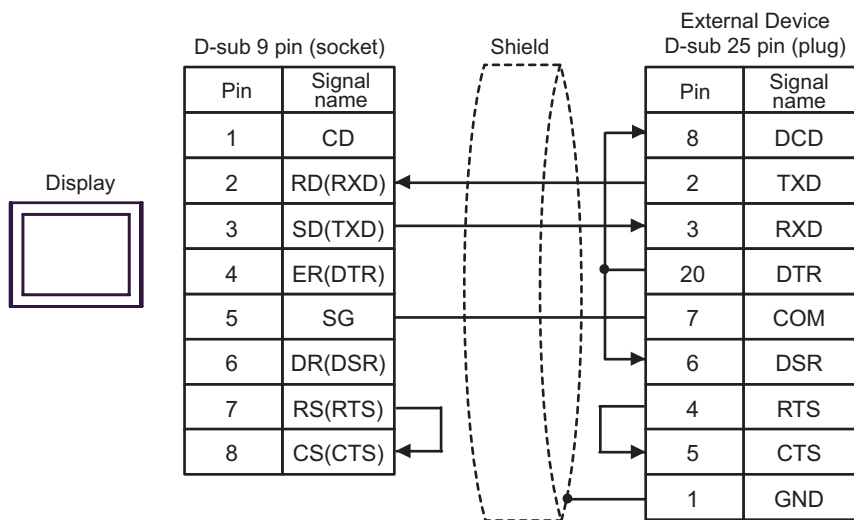 External Device
D-sub 9 pin (socket) Shield D-sub 25 pin (plug)
Pin Signal name Pin Signal name
1 CD 8 DCD
Display 2 RD(RXD) 2 TXD
3 SD(TXD) 3 RXD
4 ER(DTR) 20 DTR
5 SG 7 COM
6 DR(DSR) 6 DSR
7 RS(RTS) 4 RTS
8 CS(CTS) 5 CTS
1 GND